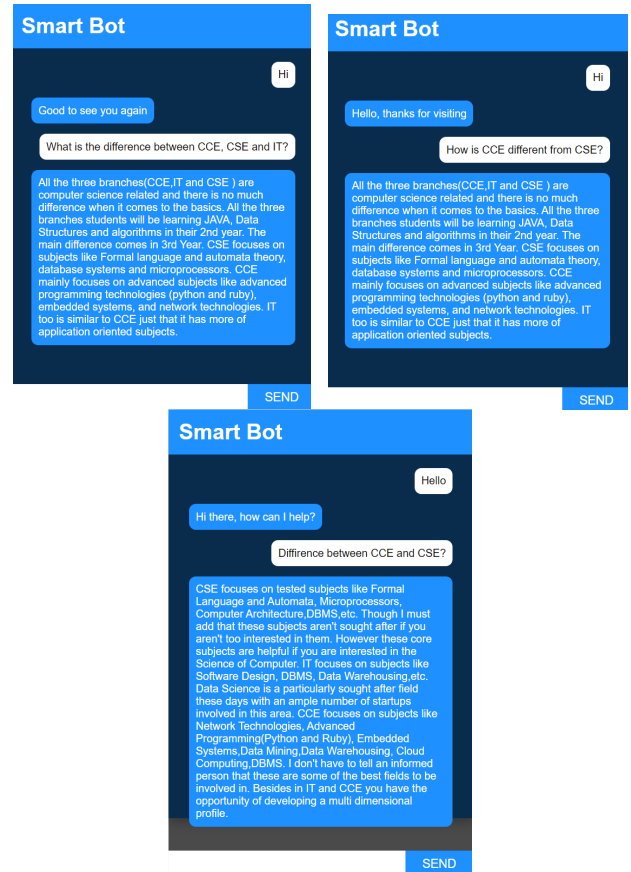 Smart Bot
Hi
Good to see you again
What is the difference between CCE, CSE and IT?
All the three branches(CCE,IT and CSE ) are
computer science related and there is no much
difference when it comes to the basics. All the three
branches students will be learning JAVA, Data
Structures and algorithms in their 2nd year. The
main difference comes in 3rd Year. CSE focuses on
subjects like Formal language and automata theory,
database systems and microprocessors. CCE
mainly focuses on advanced subjects like advanced
programming technologies (python and ruby),
embedded systems, and network technologies. IT
too is similar to CCE just that it has more of
application oriented subjects.
SEND
Smart Bot
Hi
Hello, thanks for visiting
How is CCE different from CSE?
All the three branches(CCE,IT and CSE ) are
computer science related and there is no much
difference when it comes to the basics. All the three
branches students will be learning JAVA, Data
Structures and algorithms in their 2nd year. The
main difference comes in 3rd Year. CSE focuses on
subjects like Formal language and automata theory,
database systems and microprocessors. CCE
mainly focuses on advanced subjects like advanced
programming technologies (python and ruby),
embedded systems, and network technologies. IT
too is similar to CCE just that it has more of
application oriented subjects.
SEND
Smart Bot
Hello
Hi there, how can I help?
Diffirence between CCE and CSE?
CSE focuses on tested subjects like Formal
Language and Automata, Microprocessors,
Computer Architecture,DBMS,etc. Though I must
add that these subjects aren't sought after if you
aren't too interested in them. However these core
subjects are helpful if you are interested in the
Science of Computer. IT focuses on subjects like
Software Design, DBMS, Data Warehousing,etc.
Data Science is a particularly sought after field
these days with an ample number of startups
involved in this area. CCE focuses on subjects like
Network Technologies, Advanced
Programming(Python and Ruby), Embedded
Systems,Data Mining,Data Warehousing, Cloud
Computing,DBMS. I don't have to tell an informed
person that these are some of the best fields to be
involved in. Besides in IT and CCE you have the
opportunity of developing a multi dimensional
profile.
SEND